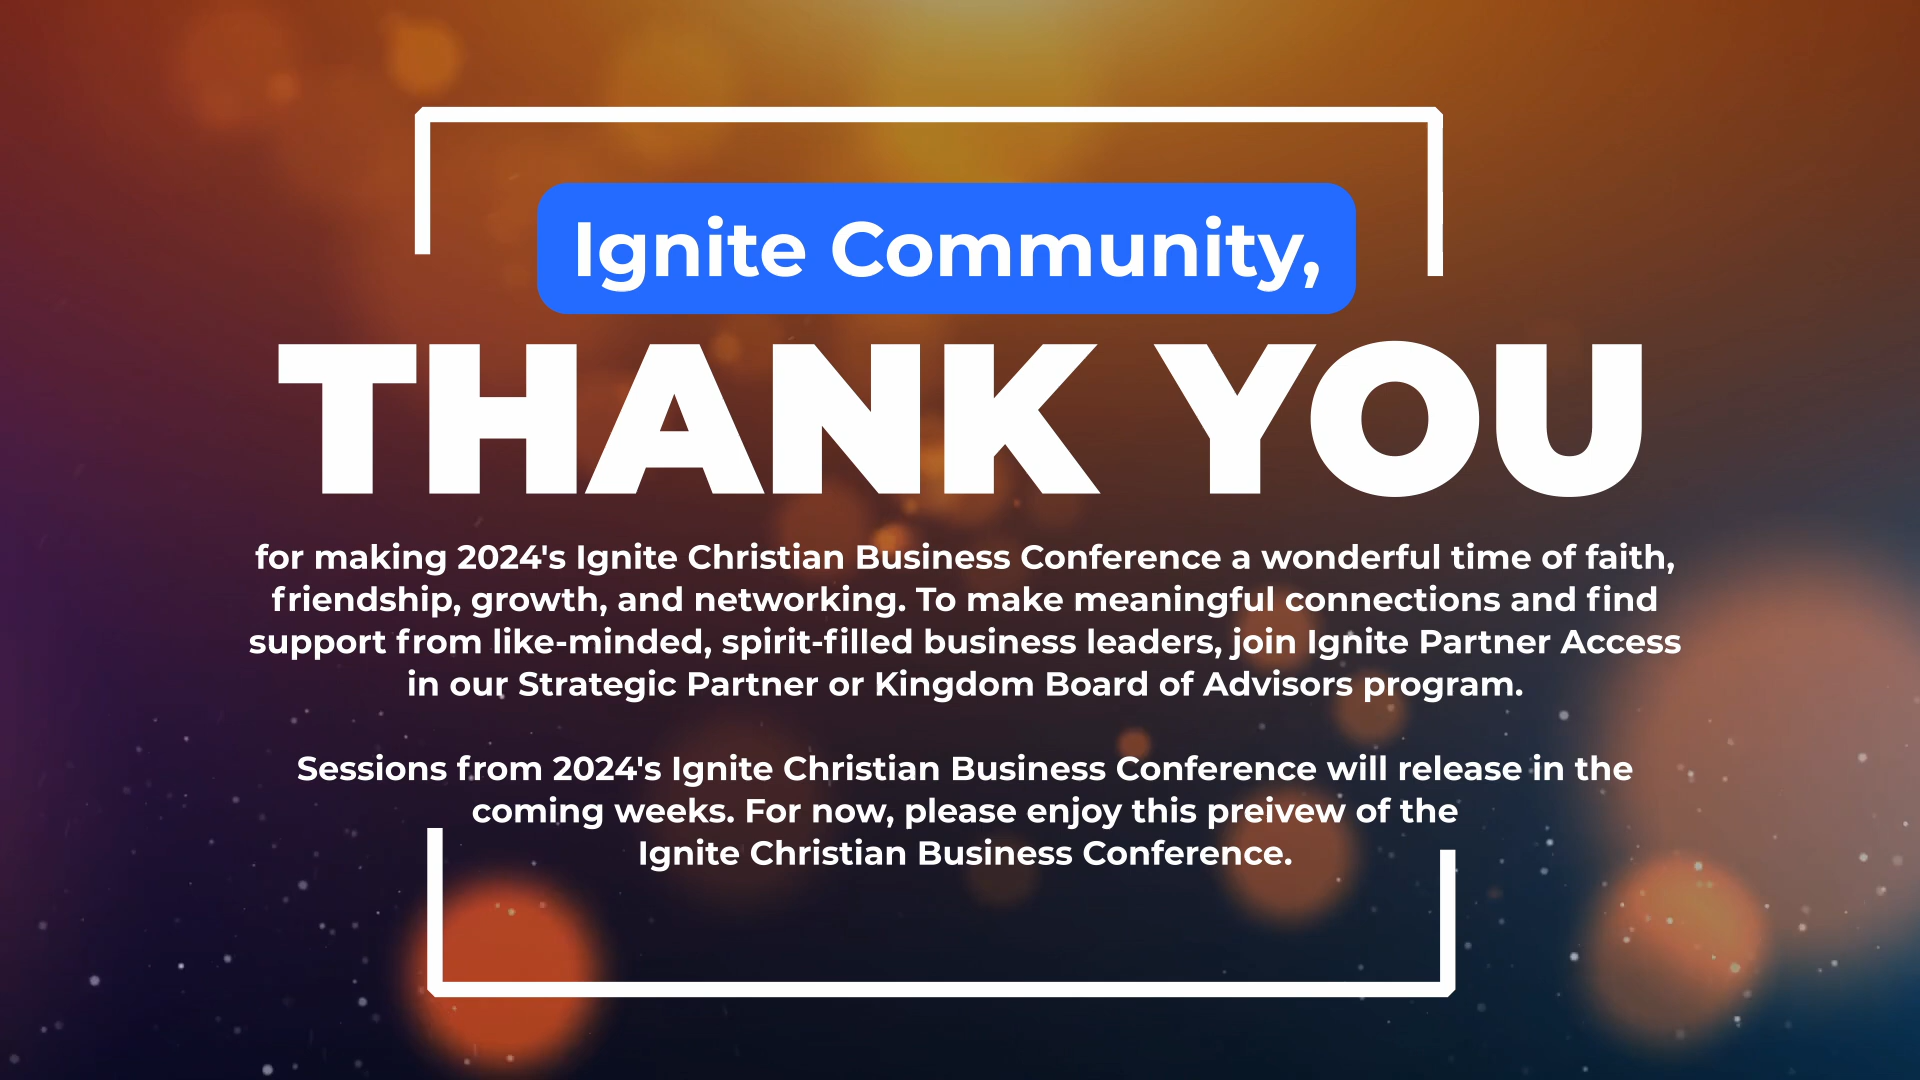 Ignite Community,
THANK YOU
for making 2024's Ignite Christian Business Conference a wonderful time of faith,
friendship, growth, and networking. To make meaningful connections and find
support from like-minded, spirit-filled business leaders, join Ignite Partner Access
in our Strategic Partner or Kingdom Board of Advisors program.
Sessions from 2024's Ignite Christian Business Conference will release in the
coming weeks. For now, please enjoy this preivew of the
Ignite Christian Business Conference.